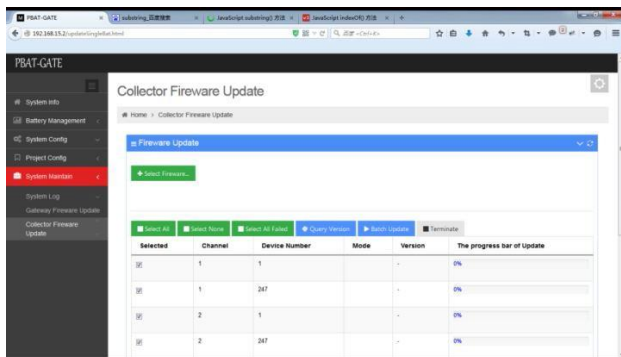 PBAT-GATE
substring_百度搜索
JavaScript substring() 方法
JavaScript indexOf() 方法
192.168.15.2/updateSingleBat.html
百度 <Ctrl+K>
PBAT-GATE
System Info
Battery Management
System Config
Project Config
System Maintain
System Log
Gateway Fireware Update
Collector Fireware
Update
Collector Fireware Update
Home > Collector Fireware Update
Fireware Update
Select Fireware...
Select All
Select None
Select All Failed
Query Version
Batch Update
Terminate
Selected Channel Device Number Mode Version The progress bar of Update
1 1 - 0%
1 247 - 0%
2 1 - 0%
2 247 - 0%